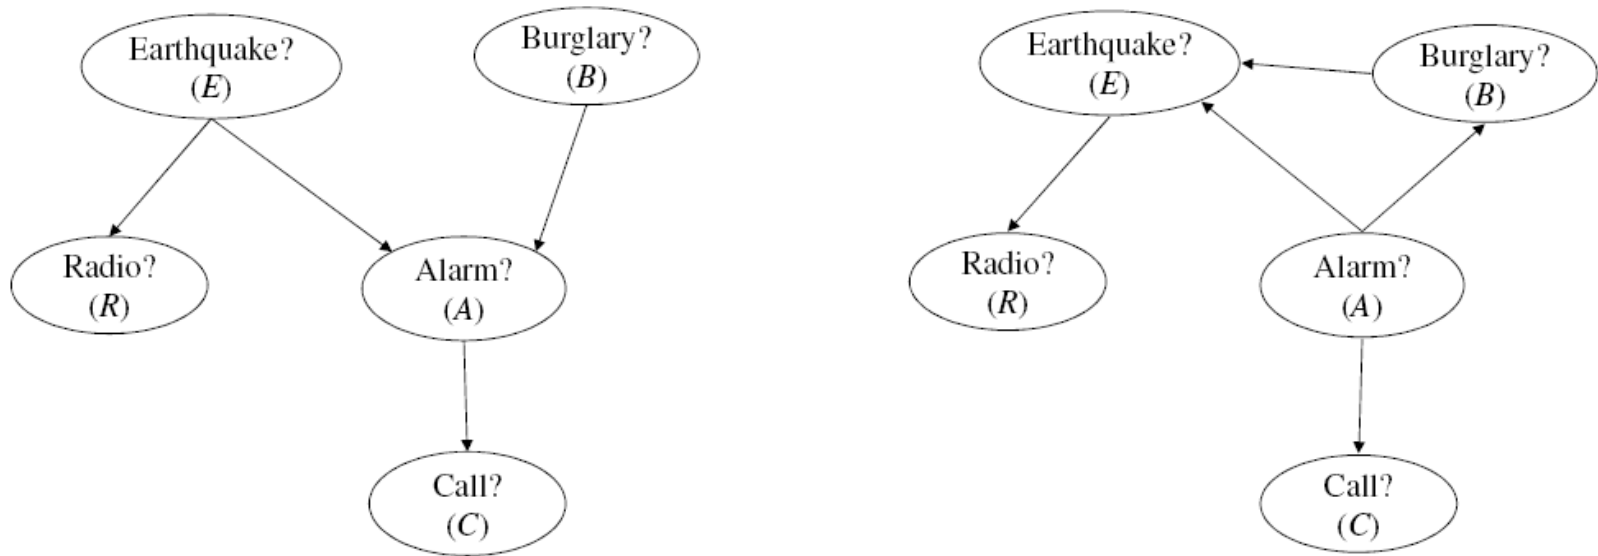 Earthquake?
(E)
Burglary?
(B)
Radio?
(R)
Alarm?
(A)
Call?
(C)
Earthquake?
(E)
Burglary?
(B)
Radio?
(R)
Alarm?
(A)
Call?
(C)